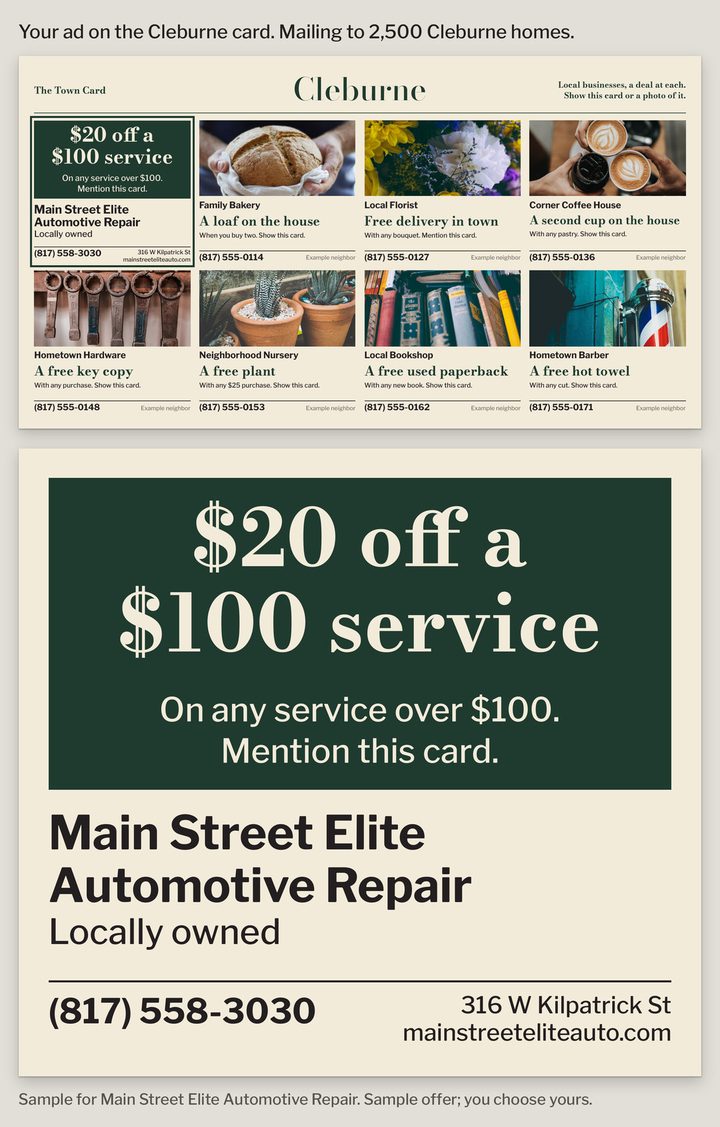 Your ad on the Cleburne card. Mailing to 2,500 Cleburne homes.
The Town Card
Cleburne
Local businesses, a deal at each.
Show this card or a photo of it.
$20 off a
$100 service
On any service over $100.
Mention this card.
Main Street Elite
Automotive Repair
Locally owned
(817) 558-3030
316 W Kilpatrick St
mainstreeteliteauto.com
Family Bakery
A loaf on the house
When you buy two. Show this card.
(817) 555-0114
Example neighbor
Local Florist
Free delivery in town
With any bouquet. Mention this card.
(817) 555-0127
Example neighbor
Corner Coffee House
A second cup on the house
With any pastry. Show this card.
(817) 555-0136
Example neighbor
Hometown Hardware
A free key copy
With any purchase. Show this card.
(817) 555-0148
Example neighbor
Neighborhood Nursery
A free plant
With any $25 purchase. Show this card.
(817) 555-0153
Example neighbor
Local Bookshop
A free used paperback
With any new book. Show this card.
(817) 555-0162
Example neighbor
Hometown Barber
A free hot towel
With any cut. Show this card.
(817) 555-0171
Example neighbor
$20 off a
$100 service
On any service over $100.
Mention this card.
Main Street Elite
Automotive Repair
Locally owned
(817) 558-3030
316 W Kilpatrick St
mainstreeteliteauto.com
Sample for Main Street Elite Automotive Repair. Sample offer; you choose yours.